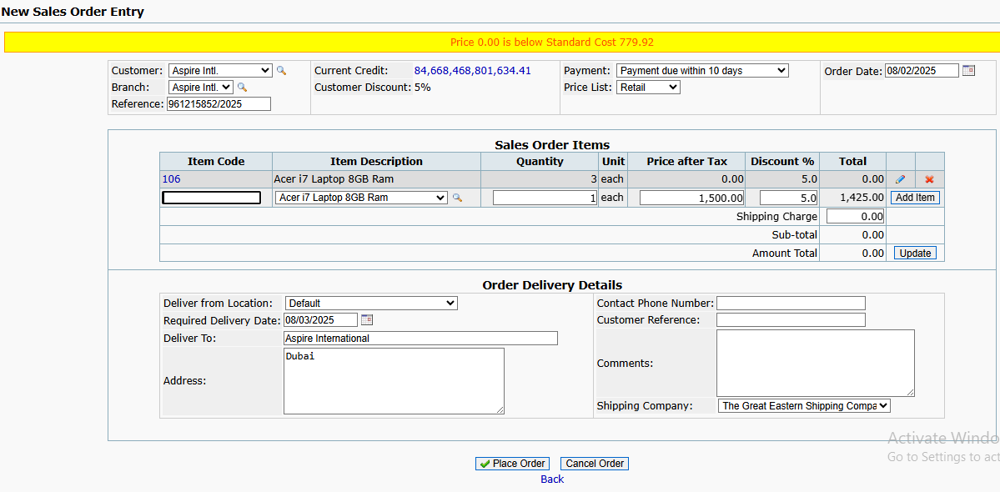 New Sales Order Entry
Price 0.00 is below Standard Cost 779.92
Customer: Aspire Intl. Current Credit: 84,668,468,801,634.41 Payment: Payment due within 10 days Order Date: 08/02/2025
Branch: Aspire Intl. Customer Discount: 5% Price List: Retail
Reference: 961215852/2025
Sales Order Items
Item Code Item Description Quantity Unit Price after Tax Discount % Total
106 Acer i7 Laptop 8GB Ram 3 each 0.00 5.0 0.00
Acer i7 Laptop 8GB Ram 1 each 1,500.00 5.0 1,425.00 Add Item
Shipping Charge 0.00
Sub-total 0.00
Amount Total 0.00 Update
Order Delivery Details
Deliver from Location: Default Contact Phone Number:
Required Delivery Date: 08/03/2025 Customer Reference:
Deliver To: Aspire International
Address: Dubai
Comments:
Shipping Company: The Great Eastern Shipping Compa
Activate Windo
Go to Settings to act
Place Order Cancel Order
Back